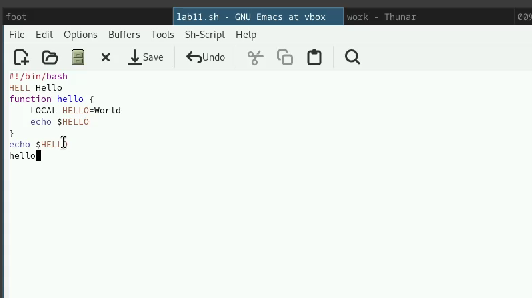 foot
lab11.sh - GNU Emacs at vbox
work - Thunar
File Edit Options Buffers Tools Sh-Script Help
Save Undo
#!/bin/bash
HELL Hello
function hello {
LOCAL HELLO=World
echo $HELLO
}
echo $HELLO
hello